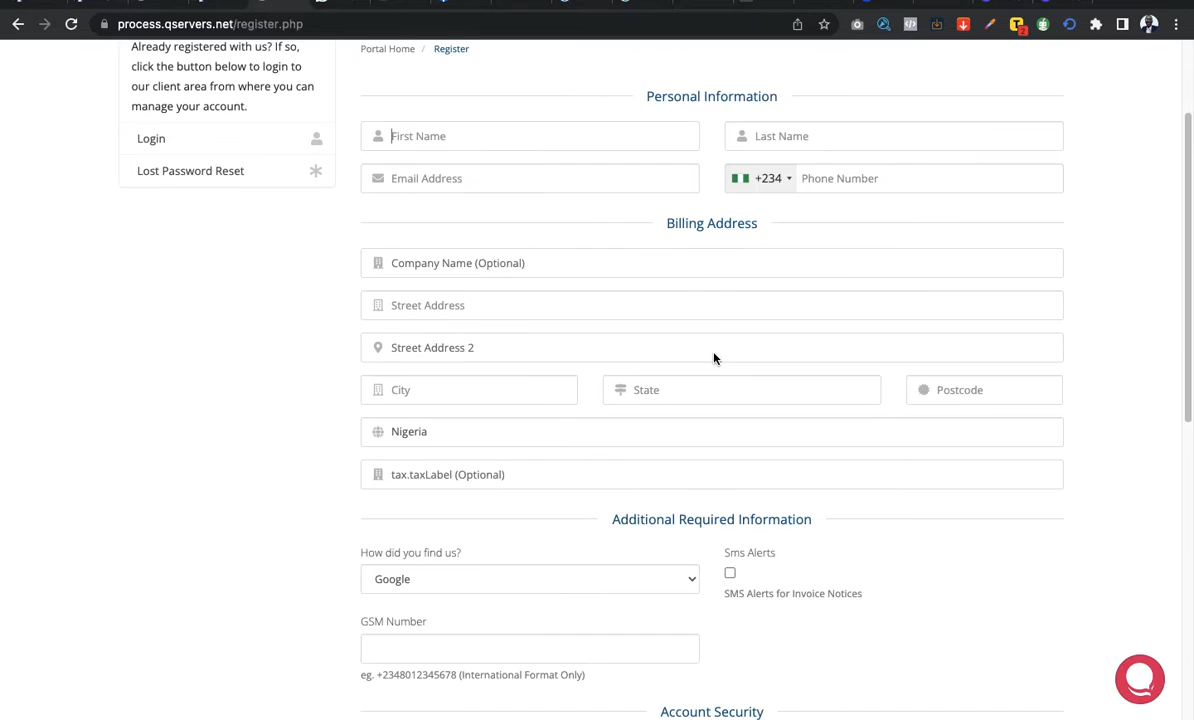 process.qservers.net/register.php
2
Already registered with us? If so,
click the button below to login to
our client area from where you can
manage your account.
Login
Lost Password Reset
Portal Home / Register
Personal Information
First Name
Last Name
Email Address
+234
Phone Number
Billing Address
Company Name (Optional)
Street Address
Street Address 2
City
State
Postcode
Nigeria
tax.taxLabel (Optional)
Additional Required Information
How did you find us?
Google
Sms Alerts
SMS Alerts for Invoice Notices
GSM Number
eg. +2348012345678 (International Format Only)
Account Security